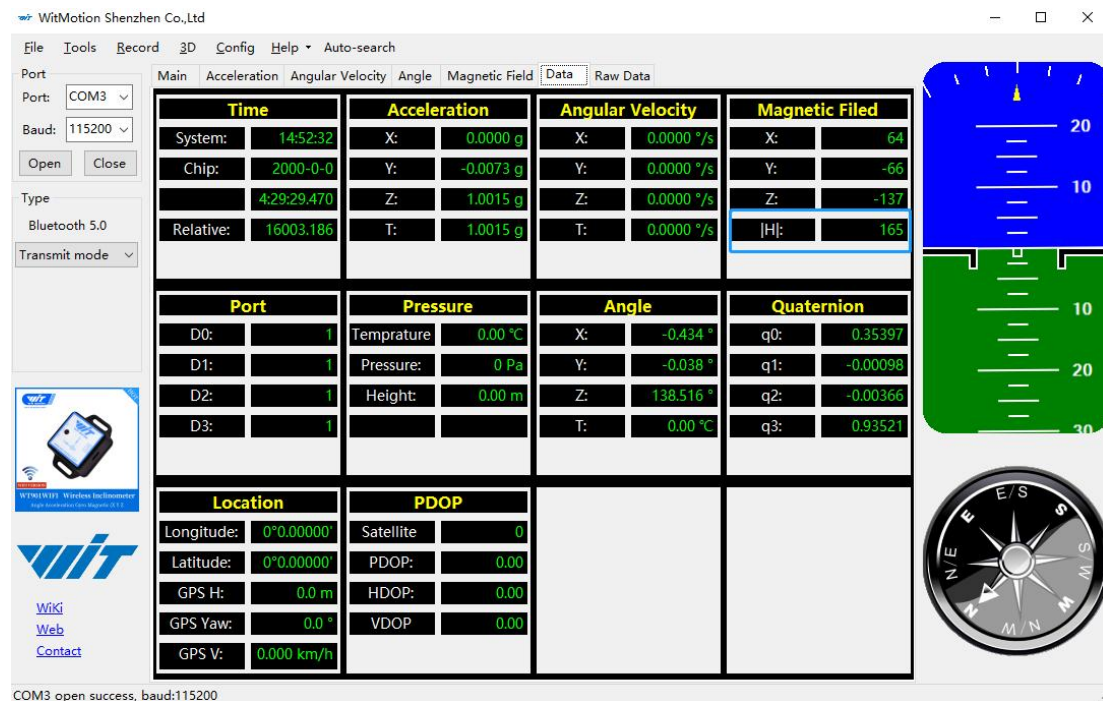 WitMotion Shenzhen Co.,Ltd
File Tools Record 3D Config Help Auto-search
Port
Port: COM3
Baud: 115200
Open Close
Type
Bluetooth 5.0
Transmit mode
WiT
WT901WIFI Wireless Inclinometer
WiT
WiKi
Web
Contact
Main Acceleration Angular Velocity Angle Magnetic Field Data Raw Data
Time
System: 14:52:32
Chip: 2000-0-0
4:29:29.470
Relative: 16003.186
Acceleration
X: 0.0000 g
Y: -0.0073 g
Z: 1.0015 g
T: 1.0015 g
Angular Velocity
X: 0.0000 °/s
Y: 0.0000 °/s
Z: 0.0000 °/s
T: 0.0000 °/s
Magnetic Filed
X: 64
Y: -66
Z: -137
|H|: 165
Port
D0: 1
D1: 1
D2: 1
D3: 1
Pressure
Temprature 0.00 ℃
Pressure: 0 Pa
Height: 0.00 m
Angle
X: -0.434 °
Y: -0.038 °
Z: 138.516 °
T: 0.00 ℃
Quaternion
q0: 0.35397
q1: -0.00098
q2: -0.00366
q3: 0.93521
Location
Longitude: 0°0.00000'
Latitude: 0°0.00000'
GPS H: 0.0 m
GPS Yaw: 0.0 °
GPS V: 0.000 km/h
PDOP
Satellite 0
PDOP: 0.00
HDOP: 0.00
VDOP 0.00
20
10
10
20
30
E/S
S
S/W
W
W/N
N
N/E
E
COM3 open success, baud:115200